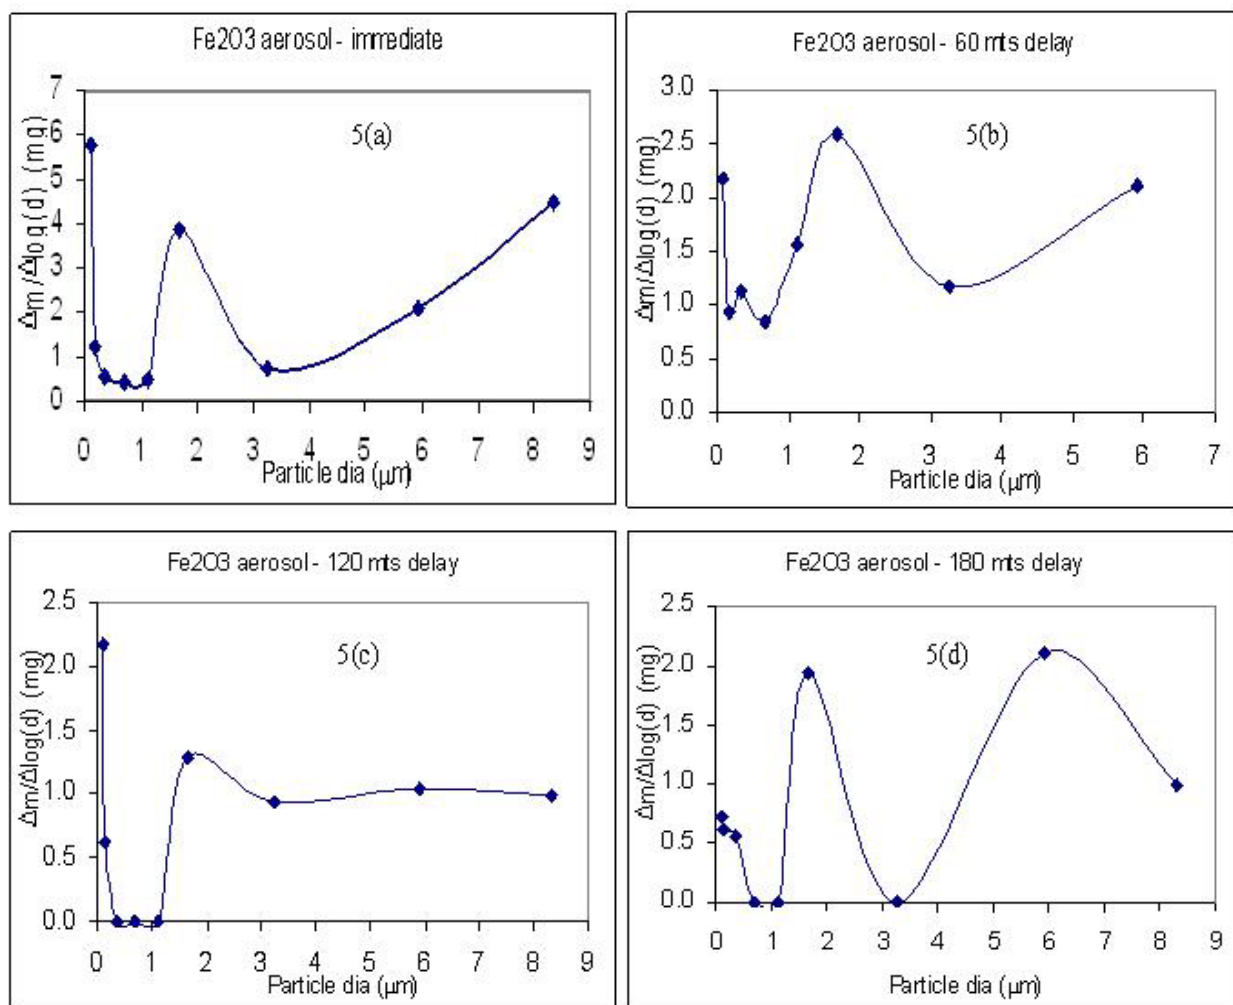 Fe2O3 aerosol - immediate
5(a)
Δm/Δlog(d) (mg)
7
6
5
4
3
2
1
0
0 1 2 3 4 5 6 7 8 9
Particle dia (μm)
Fe2O3 aerosol - 60 mts delay
5(b)
Δm/Δlog(d) (mg)
3.0
2.5
2.0
1.5
1.0
0.5
0.0
0 1 2 3 4 5 6 7
Particle dia (μm)
Fe2O3 aerosol - 120 mts delay
5(c)
Δm/Δlog(d) (mg)
2.5
2.0
1.5
1.0
0.5
0.0
0 1 2 3 4 5 6 7 8 9
Particle dia (μm)
Fe2O3 aerosol - 180 mts delay
5(d)
Δm/Δlog(d) (mg)
2.5
2.0
1.5
1.0
0.5
0.0
0 1 2 3 4 5 6 7 8 9
Particle dia (μm)